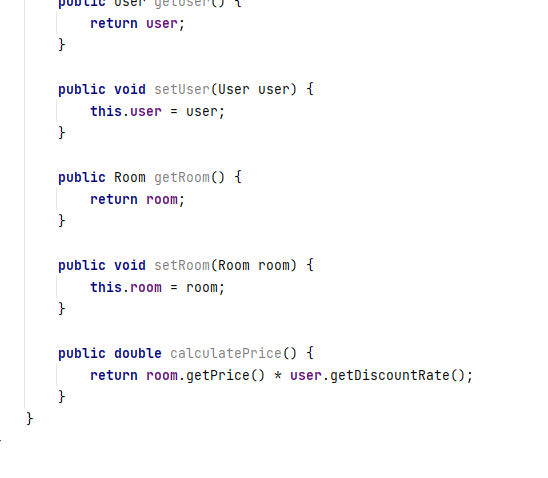 public User getUser() {
return user;
}
public void setUser(User user) {
this.user = user;
}
public Room getRoom() {
return room;
}
public void setRoom(Room room) {
this.room = room;
}
public double calculatePrice() {
return room.getPrice() * user.getDiscountRate();
}
}